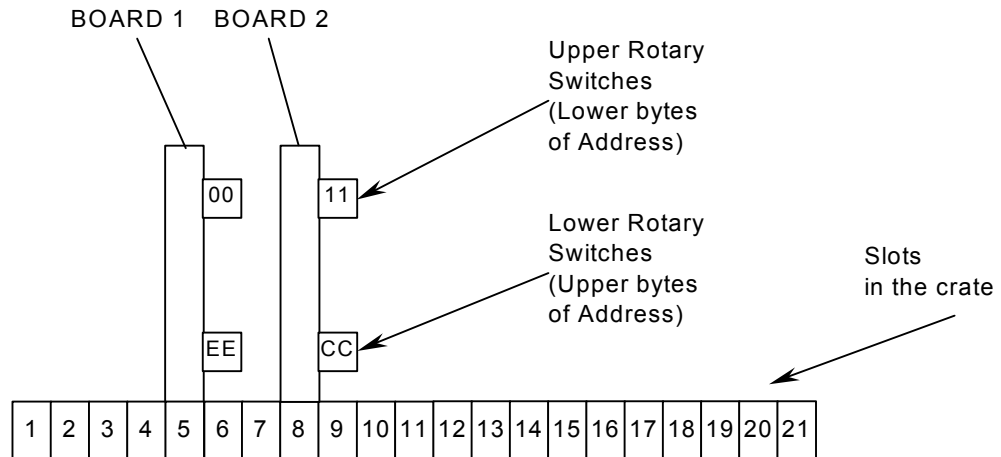 BOARD 1 BOARD 2
Upper Rotary
Switches
(Lower bytes
of Address)
00 11
Lower Rotary
Switches
(Upper bytes
of Address)
Slots
in the crate
EE CC
1 2 3 4 5 6 7 8 9 10 11 12 13 14 15 16 17 18 19 20 21